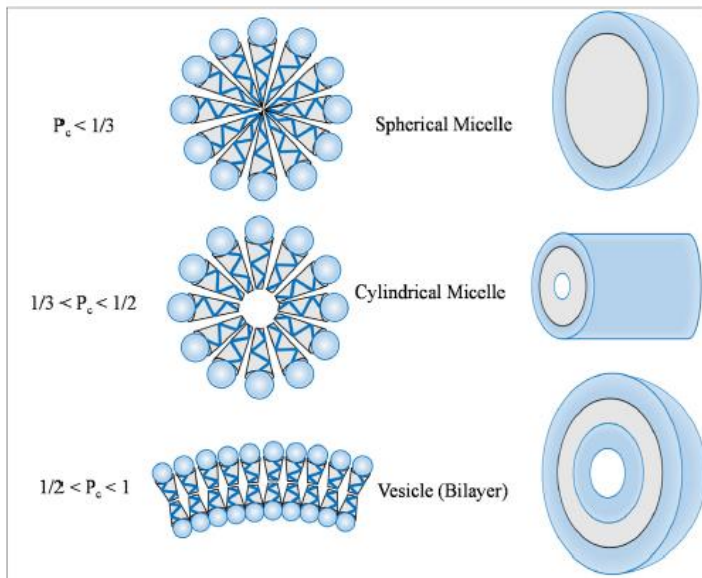 P_c < 1/3
Spherical Micelle
1/3 < P_c < 1/2
Cylindrical Micelle
1/2 < P_c < 1
Vesicle (Bilayer)